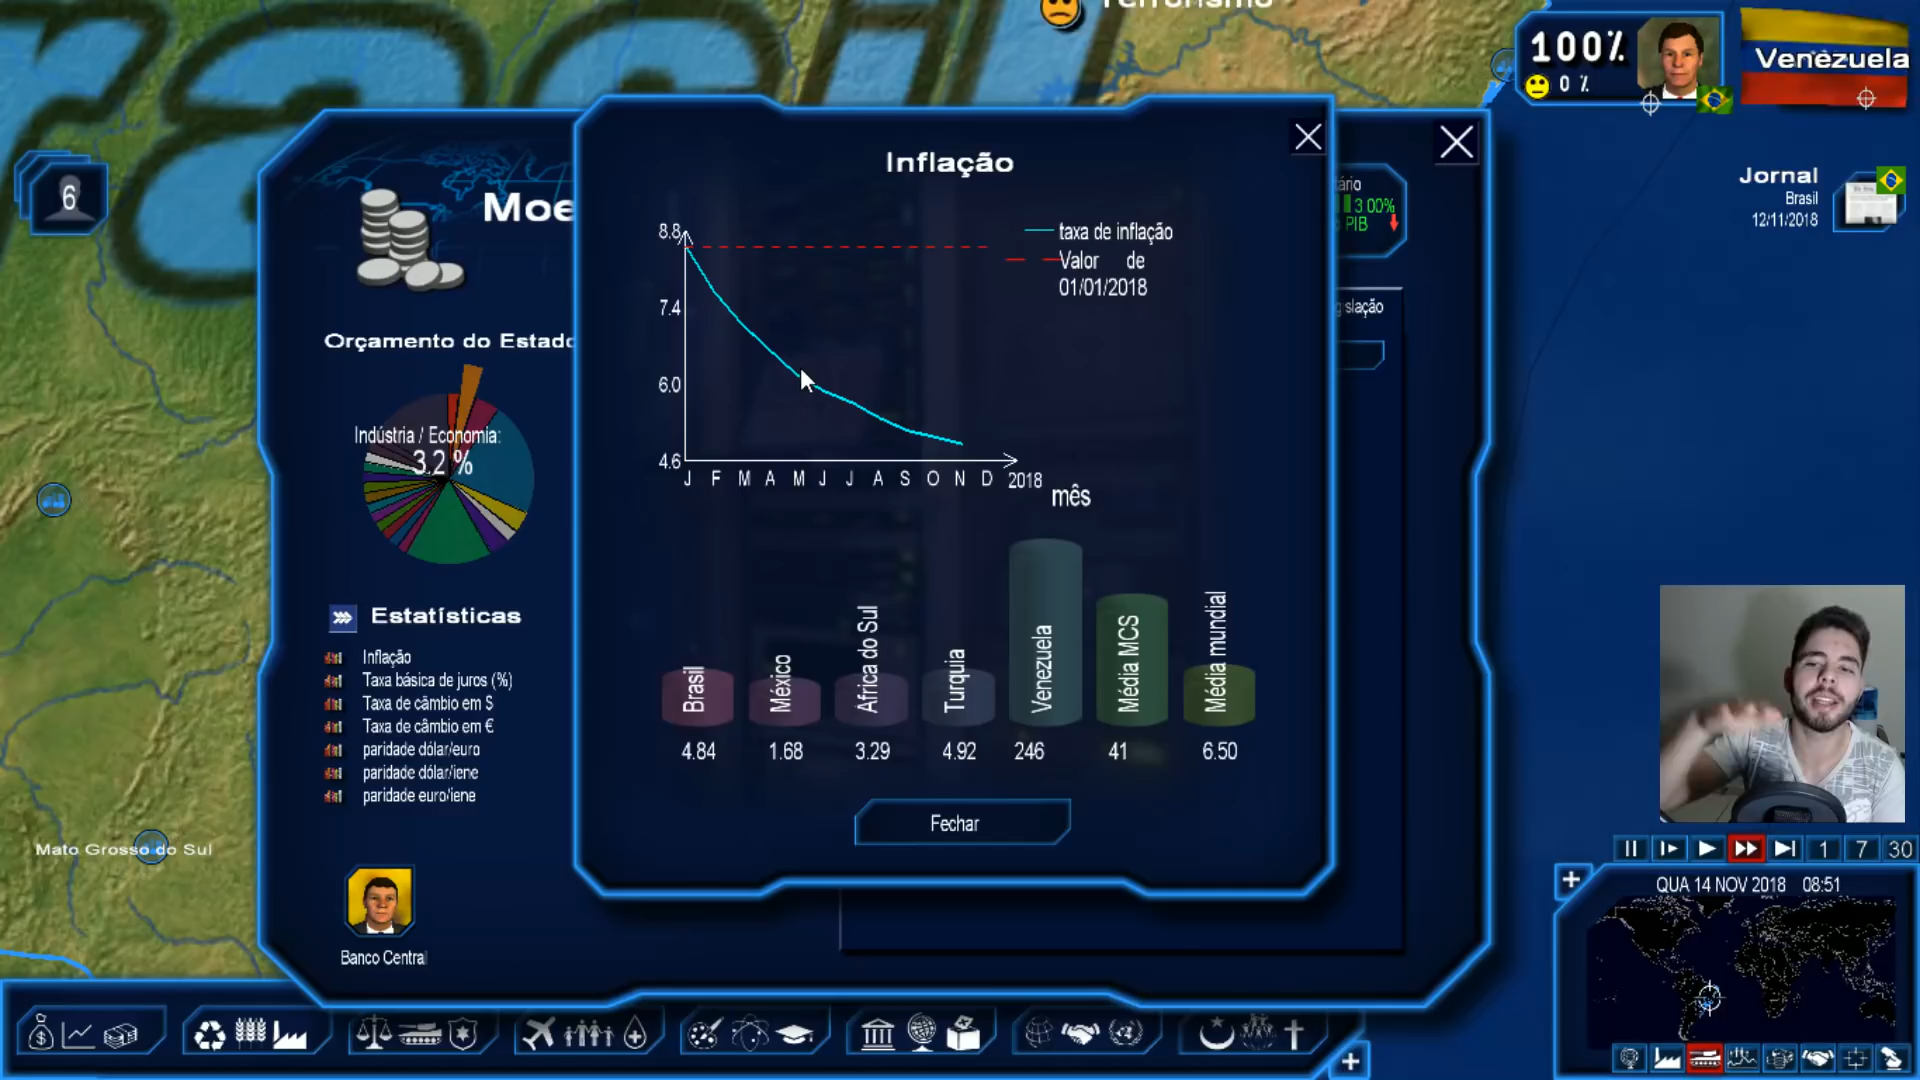 Terrorismo
100%
0 %
Venezuela
6
Jornal
Brasil
12/11/2018
Moe
Inflação
ário
3.00%
PIB
8.8
7.4
6.0
4.6
taxa de inflação
Valor de
01/01/2018
J F M A M J J A S O N D 2018
mês
Orçamento do Estado
Indústria / Economia:
3.2 %
slação
Estatísticas
Inflação
Taxa básica de juros (%)
Taxa de câmbio em $
Taxa de câmbio em €
paridade dólar/euro
paridade dólar/iene
paridade euro/iene
Brasil
México
África do Sul
Turquia
Venezuela
Média MCS
Média mundial
4.84 1.68 3.29 4.92 246 41 6.50
Fechar
Mato Grosso do Sul
Banco Central
1 7 30
QUA 14 NOV 2018 08:51